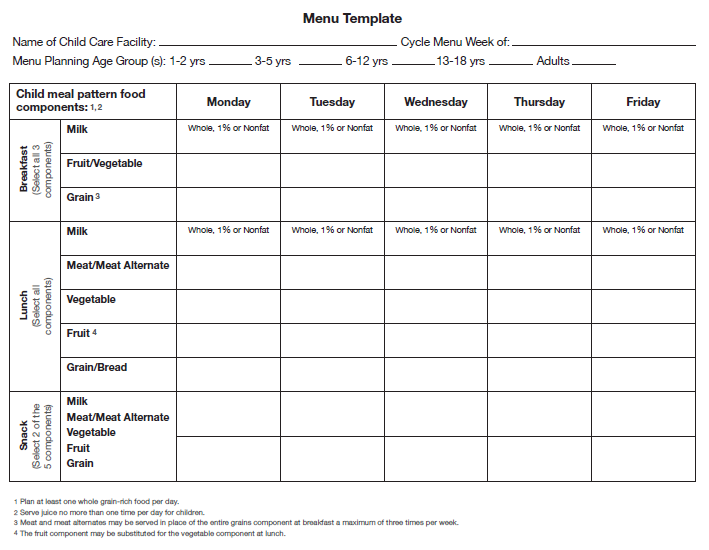 Menu Template
Name of Child Care Facility: Cycle Menu Week of:
Menu Planning Age Group (s): 1-2 yrs 3-5 yrs 6-12 yrs 13-18 yrs Adults
Child meal pattern food
components: 1,2
Monday Tuesday Wednesday Thursday Friday
Breakfast
(Select all 3
components)
Milk Whole, 1% or Nonfat Whole, 1% or Nonfat Whole, 1% or Nonfat Whole, 1% or Nonfat Whole, 1% or Nonfat
Fruit/Vegetable
Grain 3
Lunch
(Select all
components)
Milk Whole, 1% or Nonfat Whole, 1% or Nonfat Whole, 1% or Nonfat Whole, 1% or Nonfat Whole, 1% or Nonfat
Meat/Meat Alternate
Vegetable
Fruit 4
Grain/Bread
Snack
(Select 2 of the
5 components)
Milk
Meat/Meat Alternate
Vegetable
Fruit
Grain
1 Plan at least one whole grain-rich food per day.
2 Serve juice no more than one time per day for children.
3 Meat and meat alternates may be served in place of the entire grains component at breakfast a maximum of three times per week.
4 The fruit component may be substituted for the vegetable component at lunch.